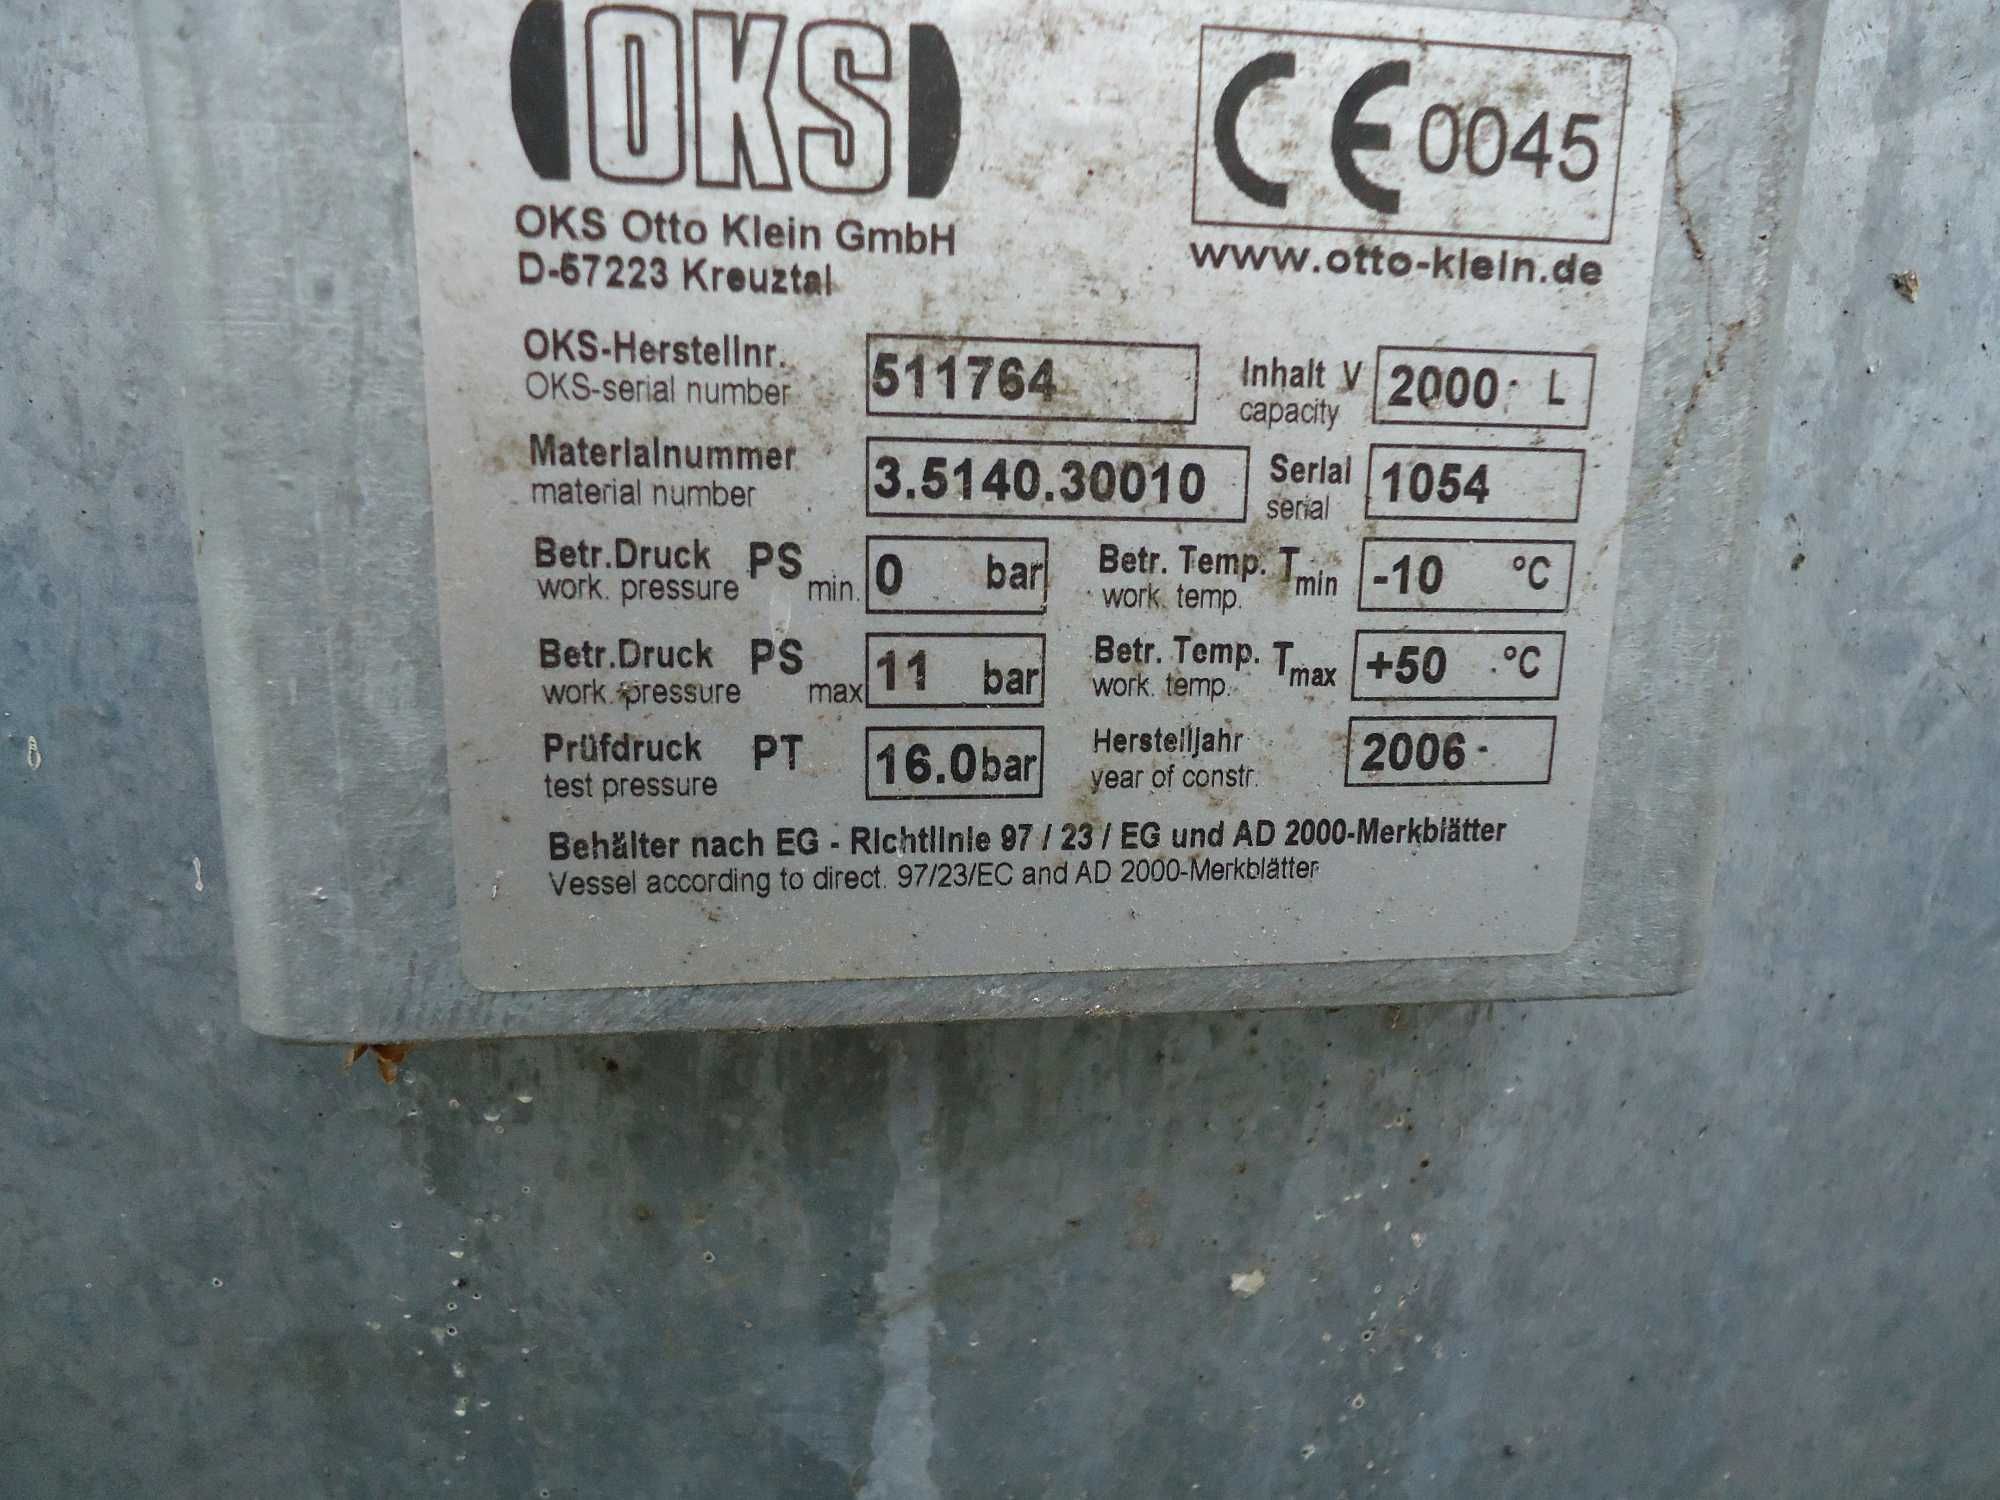 OKS
CE 0045
OKS Otto Klein GmbH
D-57223 Kreuztal
www.otto-klein.de
OKS-Herstellnr. 511764 Inhalt V 2000 L
OKS-serial number capacity
Materialnummer 3.5140.30010 Serial 1054
material number serial
Betr.Druck PS min. 0 bar Betr. Temp. Tmin -10 °C
work. pressure work. temp.
Betr.Druck PS max 11 bar Betr. Temp. Tmax +50 °C
work. pressure work. temp.
Prüfdruck PT 16.0bar Herstelljahr 2006
test pressure year of constr.
Behälter nach EG - Richtlinie 97 / 23 / EG und AD 2000-Merkblätter
Vessel according to direct. 97/23/EC and AD 2000-Merkblätter